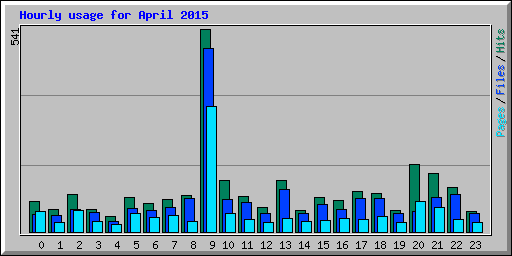 Hourly usage for April 2015
541
Pages / Files / Hits
0 1 2 3 4 5 6 7 8 9 10 11 12 13 14 15 16 17 18 19 20 21 22 23